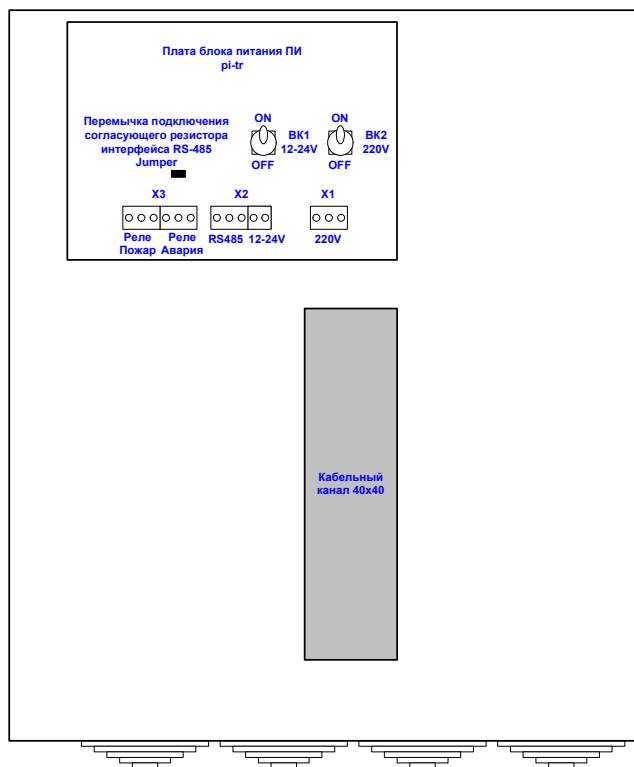 Плата блока питания ПИ
pi-tr
Перемычка подключения
согласующего резистора
интерфейса RS-485
Jumper
ON
ВК1
12-24V
OFF
ON
ВК2
220V
OFF
X3
X2
X1
Реле
Пожар
Реле
Авария
RS485
12-24V
220V
Кабельный
канал 40x40